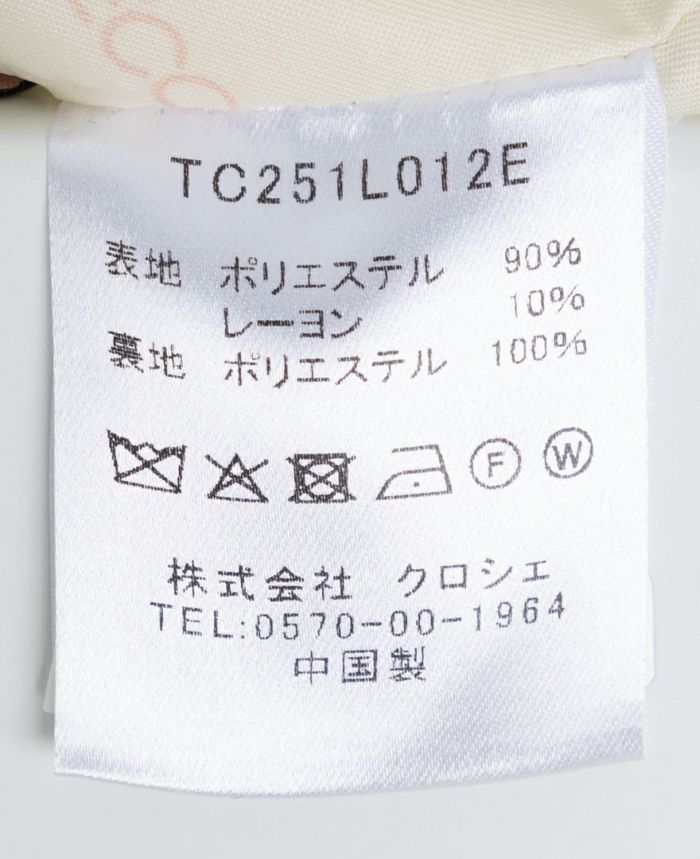 TC251L012E
表地 ポリエステル 90%
レーヨン 10%
裏地 ポリエステル 100%
F W
株式会社 クロシェ
TEL:0570-00-1964
中国製